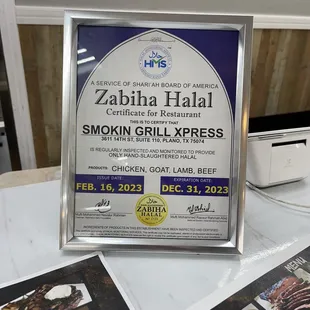 HMS
A SERVICE OF SHARI'AH BOARD OF AMERICA
Zabiha Halal
Certificate for Restaurant
THIS IS TO CERTIFY THAT
SMOKIN GRILL XPRESS
3611 14TH ST, SUITE 110, PLANO, TX 75074
IS REGULARLY INSPECTED AND MONITORED TO PROVIDE
ONLY HAND-SLAUGHTERED HALAL
PRODUCTS: CHICKEN, GOAT, LAMB, BEEF
ISSUE DATE: EXPIRATION DATE:
FEB. 16, 2023 DEC. 31, 2023
ZABIHA
HALAL
MENU